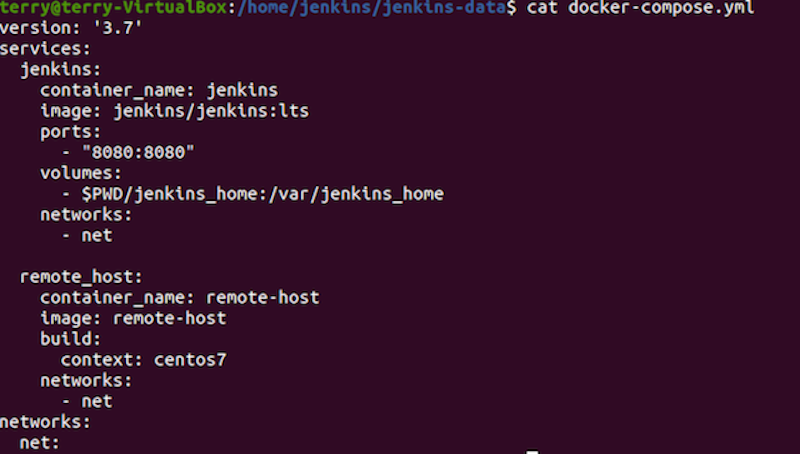 terry@terry-VirtualBox:/home/jenkins/jenkins-data$ cat docker-compose.yml
version: '3.7'
services:
  jenkins:
    container_name: jenkins
    image: jenkins/jenkins:lts
    ports:
      - "8080:8080"
    volumes:
      - $PWD/jenkins_home:/var/jenkins_home
    networks:
      - net

  remote_host:
    container_name: remote-host
    image: remote-host
    build:
      context: centos7
    networks:
      - net
networks:
  net: